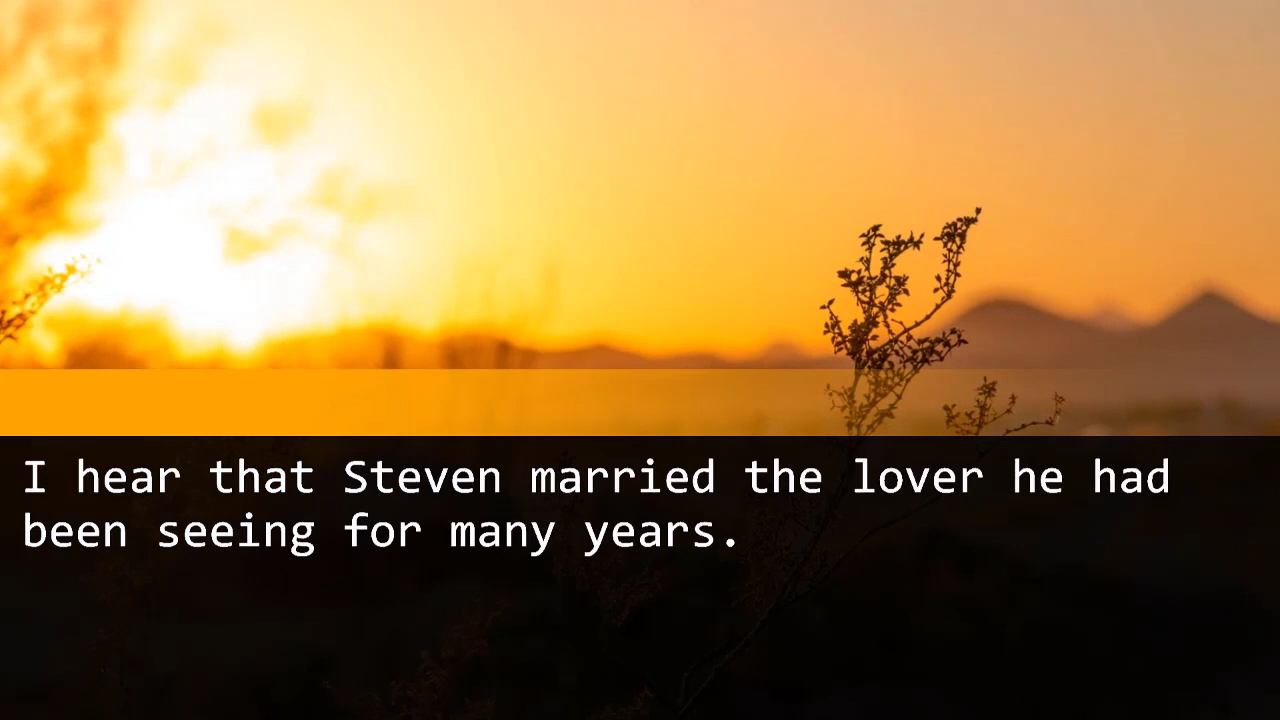 I hear that Steven married the lover he had
been seeing for many years.